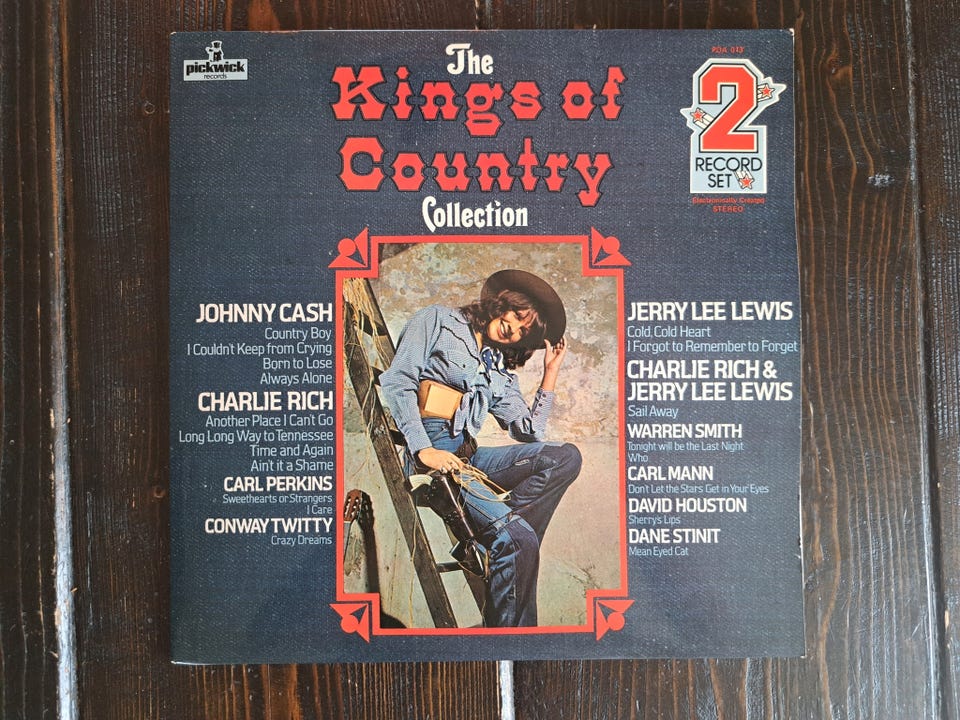 pickwick
records
The
Kings of
Country
Collection
PDA 013
2
RECORD
SET
Electronically Created
STEREO
JOHNNY CASH
Country Boy
I Couldn't Keep from Crying
Born to Lose
Always Alone
CHARLIE RICH
Another Place I Can't Go
Long Long Way to Tennessee
Time and Again
Ain't it a Shame
CARL PERKINS
Sweethearts or Strangers
I Care
CONWAY TWITTY
Crazy Dreams
JERRY LEE LEWIS
Cold, Cold Heart
I Forgot to Remember to Forget
CHARLIE RICH &
JERRY LEE LEWIS
Sail Away
WARREN SMITH
Tonight will be the Last Night
Who
CARL MANN
Don't Let the Stars Get in Your Eyes
DAVID HOUSTON
Sherry's Lips
DANE STINIT
Mean Eyed Cat